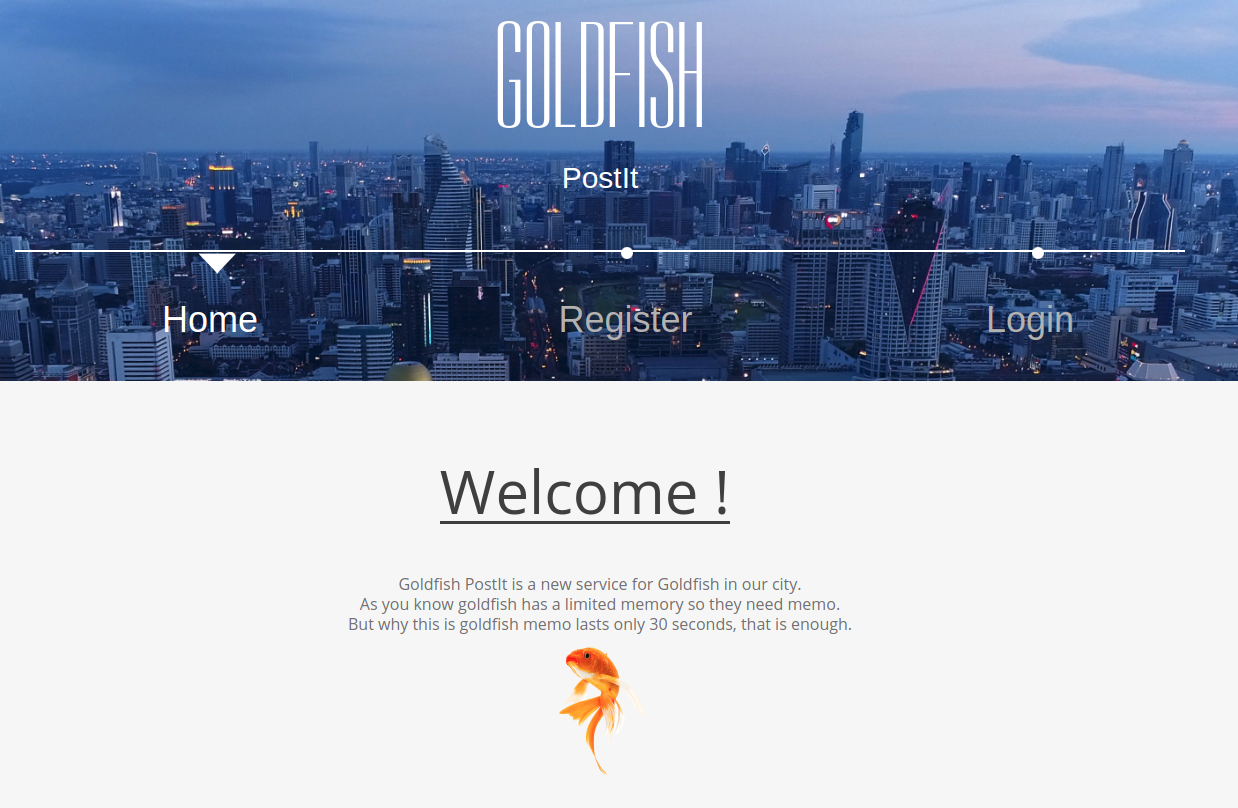 GOLDFISH
PostIt
Home Register Login
Welcome !
Goldfish PostIt is a new service for Goldfish in our city.
As you know goldfish has a limited memory so they need memo.
But why this is goldfish memo lasts only 30 seconds, that is enough.